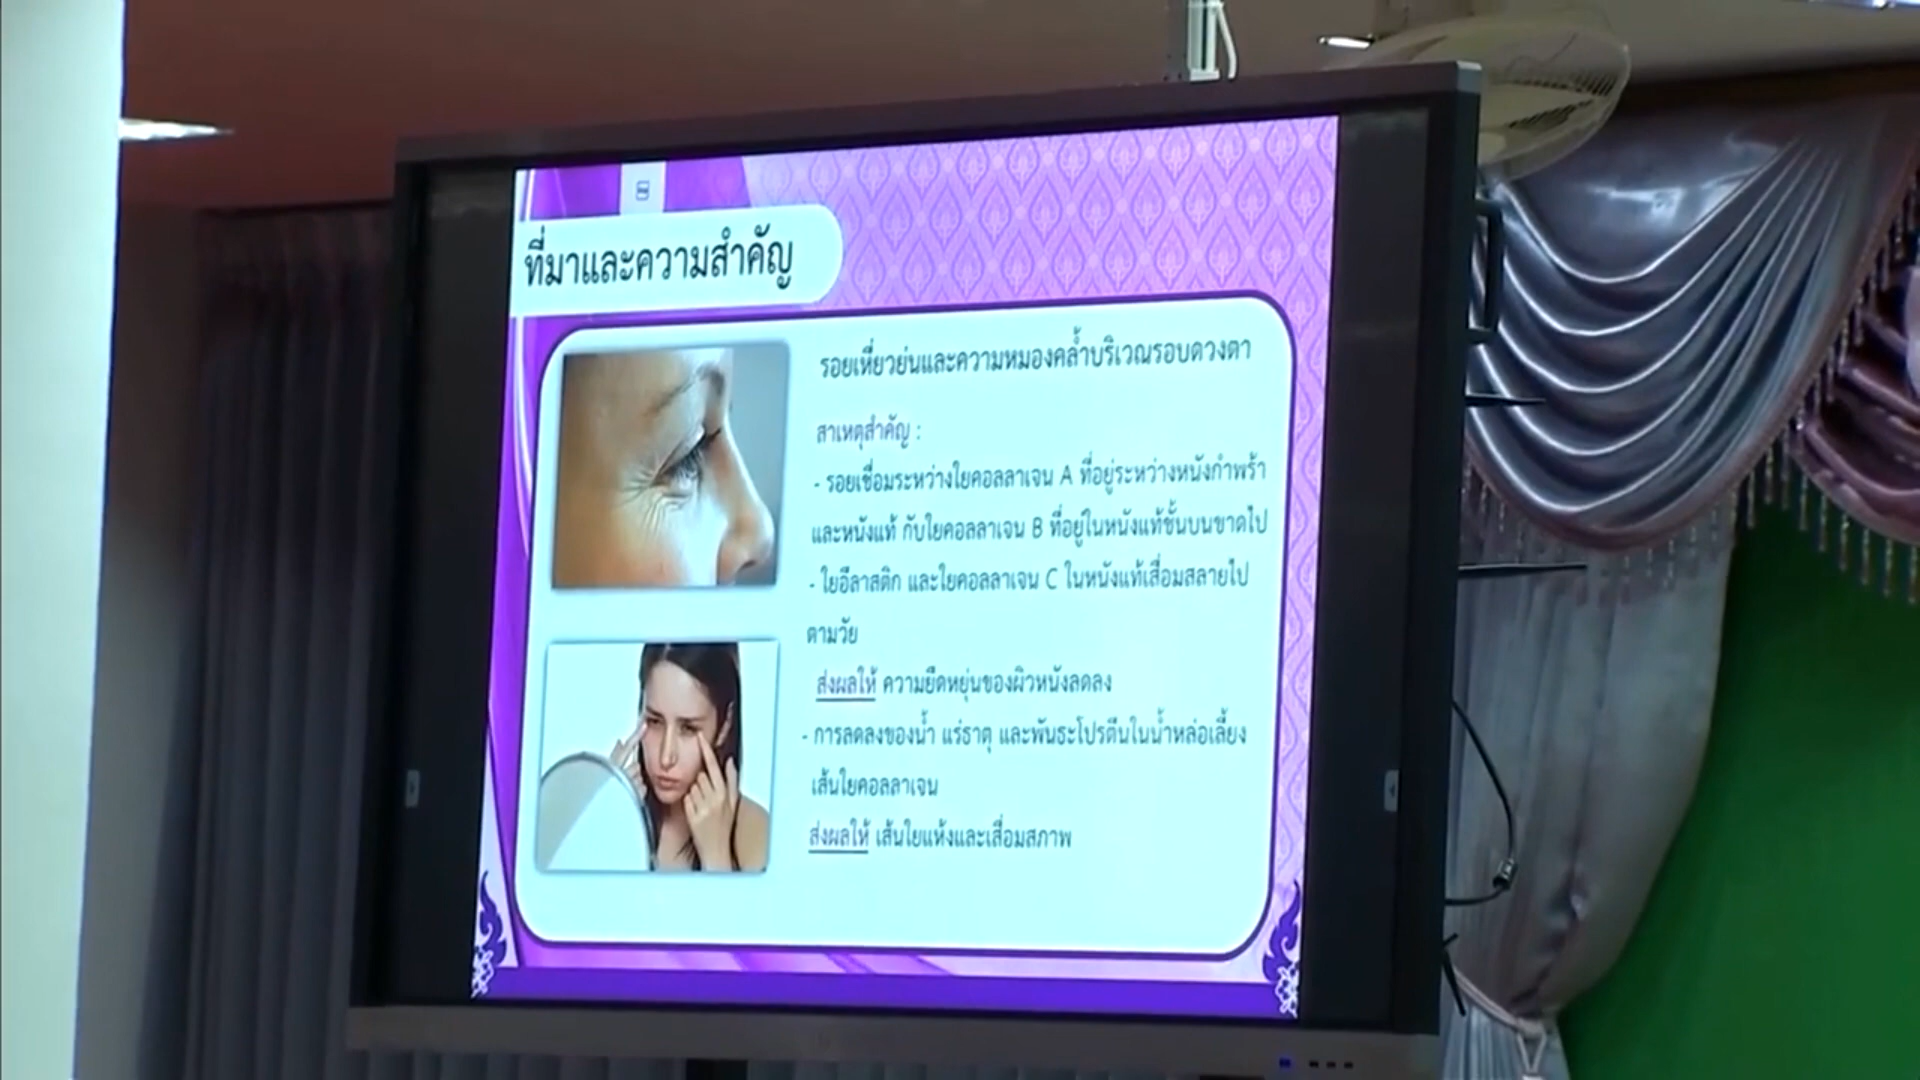 ที่มาและความสำคัญ
รอยเหี่ยวย่นและความหมองคล้ำบริเวณรอบดวงตา
สาเหตุสำคัญ :
- รอยเชื่อมระหว่างใยคอลลาเจน A ที่อยู่ระหว่างหนังกำพร้า
และหนังแท้ กับใยคอลลาเจน B ที่อยู่ในหนังแท้ชั้นบนขาดไป
- ใยอีลาสติก และใยคอลลาเจน C ในหนังแท้เสื่อมสลายไป
ตามวัย
ส่งผลให้ ความยืดหยุ่นของผิวหนังลดลง
- การลดลงของน้ำ แร่ธาตุ และพันธะโปรตีนในน้ำหล่อเลี้ยง
เส้นใยคอลลาเจน
ส่งผลให้ เส้นใยแห้งและเสื่อมสภาพ